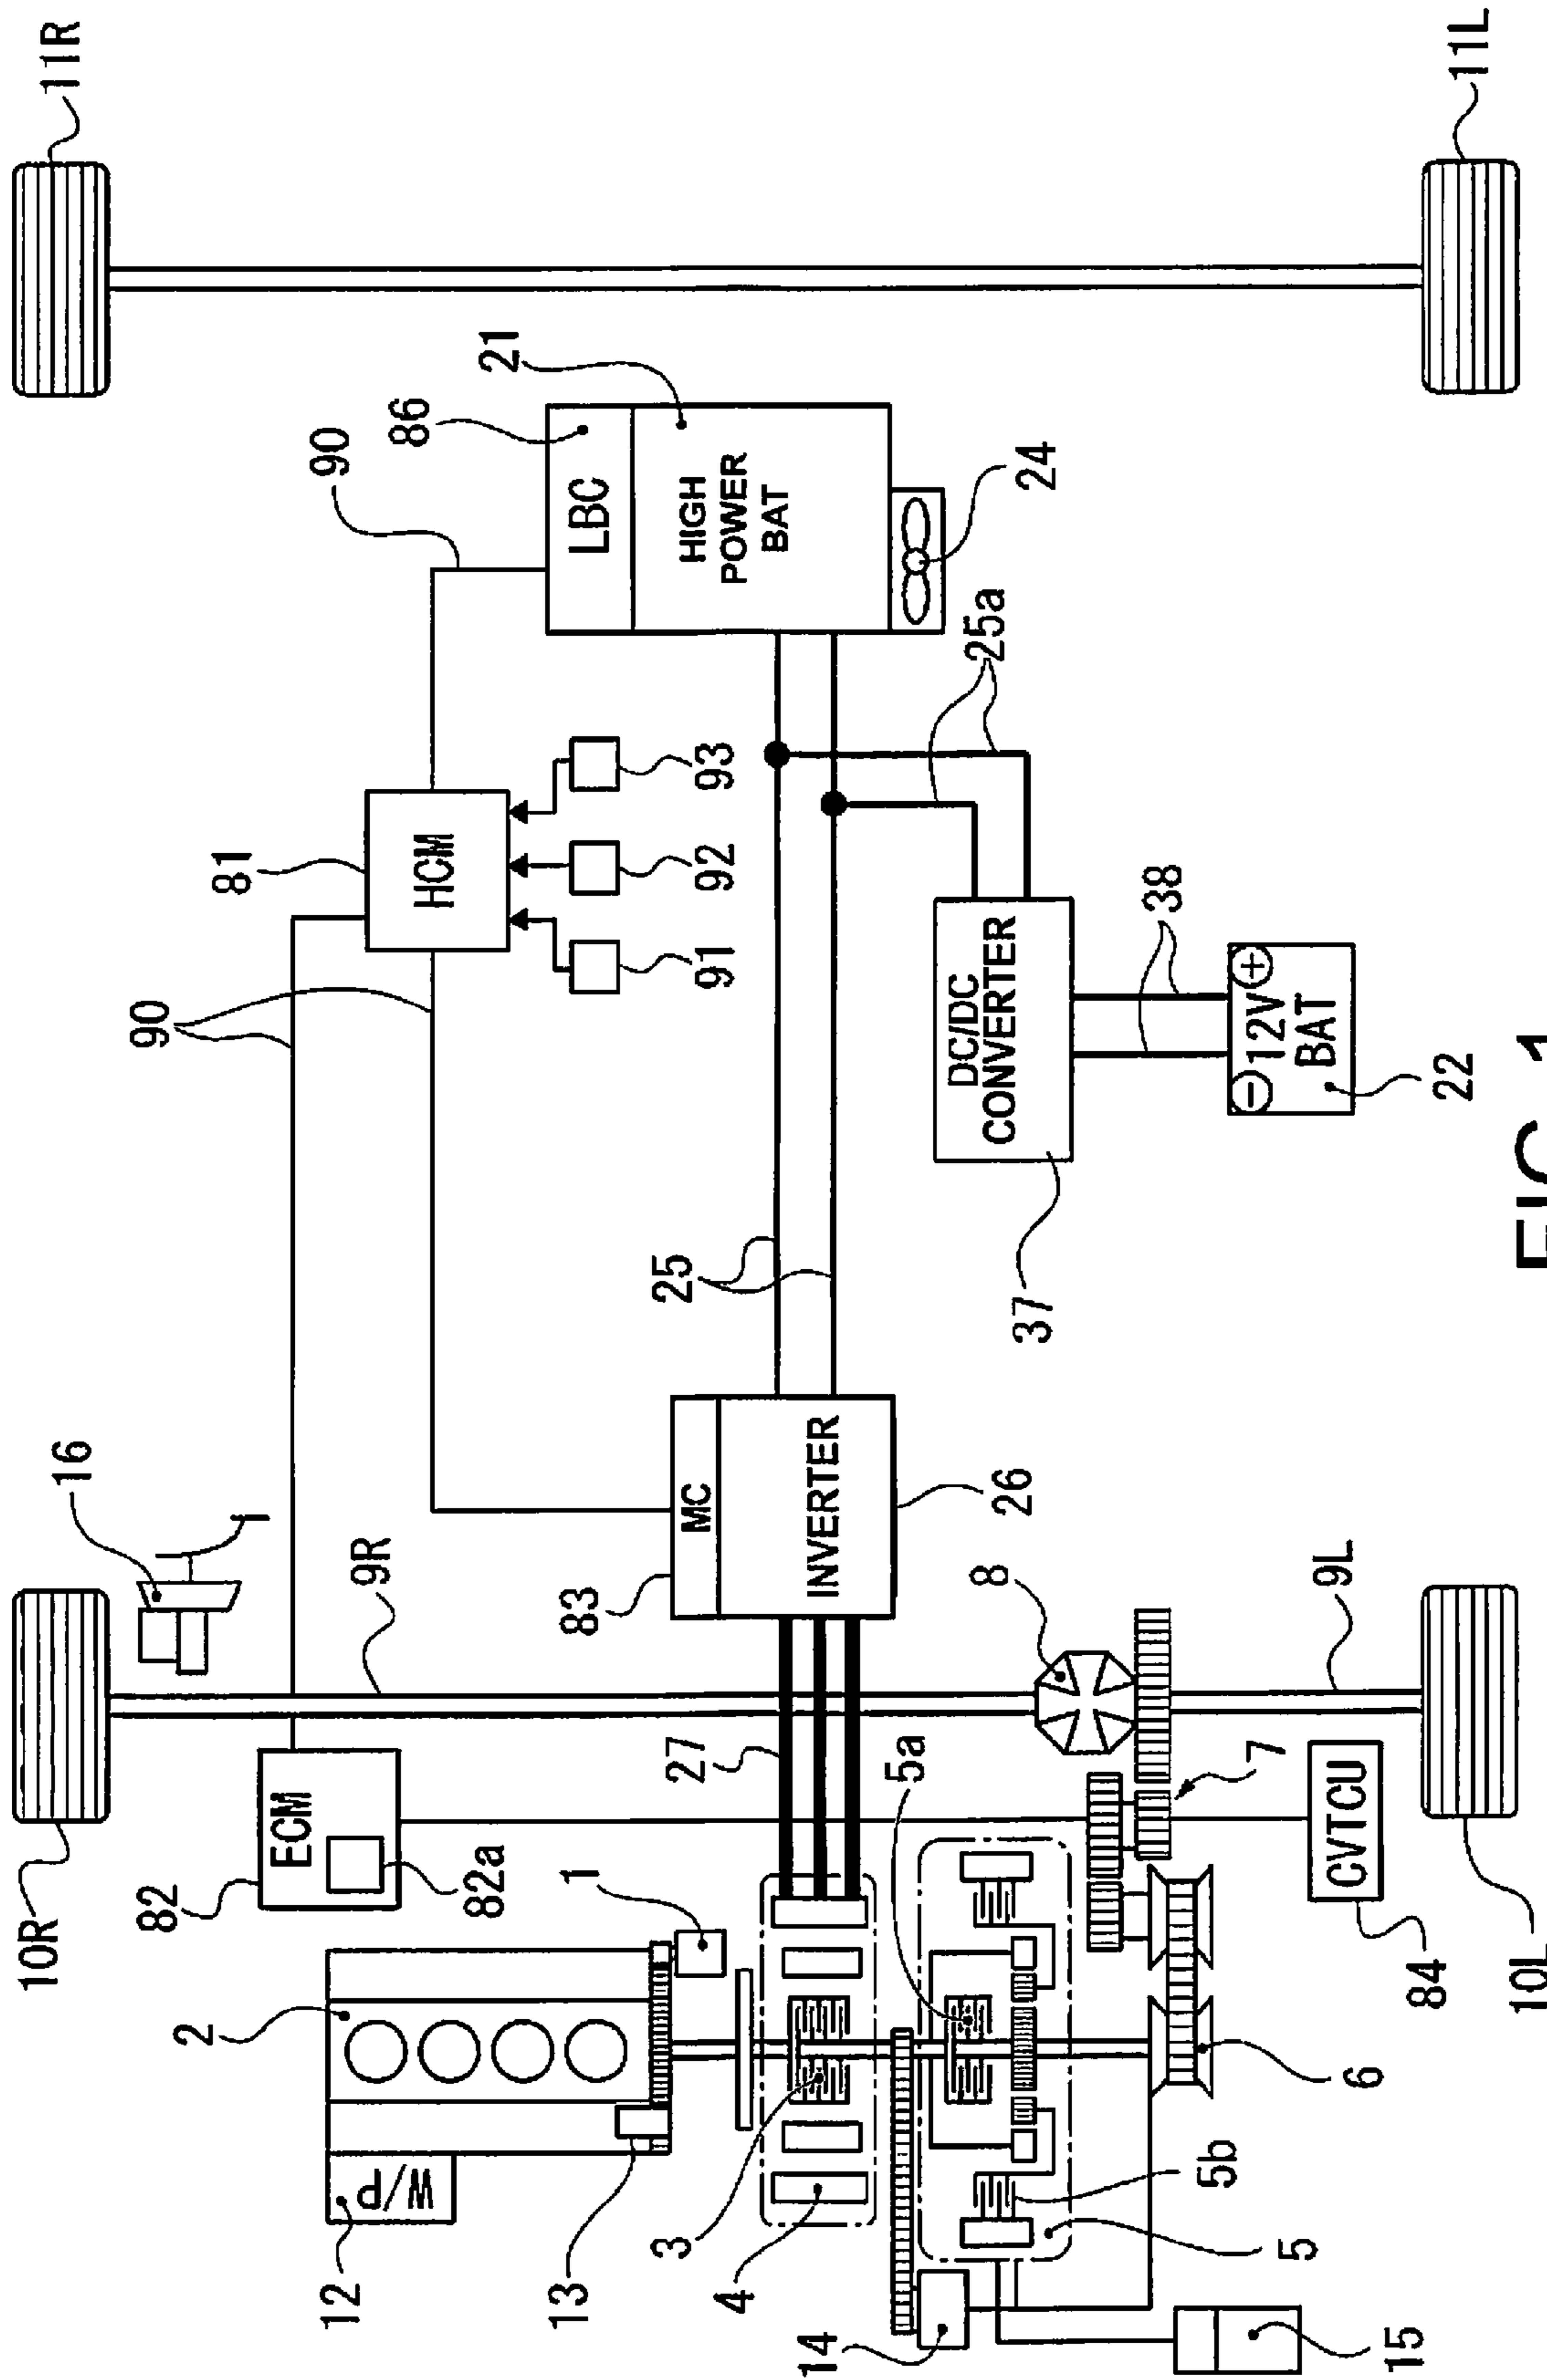 10R
16
11R
82
90
2
81
ECM
90
12
9R
W/P
86
HCM
82a
21
13
1
83
LBC
3
27
25
MC
HIGH
POWER
BAT
91
92
93
4
INVERTER
14
5a
DC/DC
CONVERTER
8
25a
26
37
24
38
5b
7
5
− 12V +
BAT
9L
CVTCU
6
15
84
22
11L
10L
FIG. 1